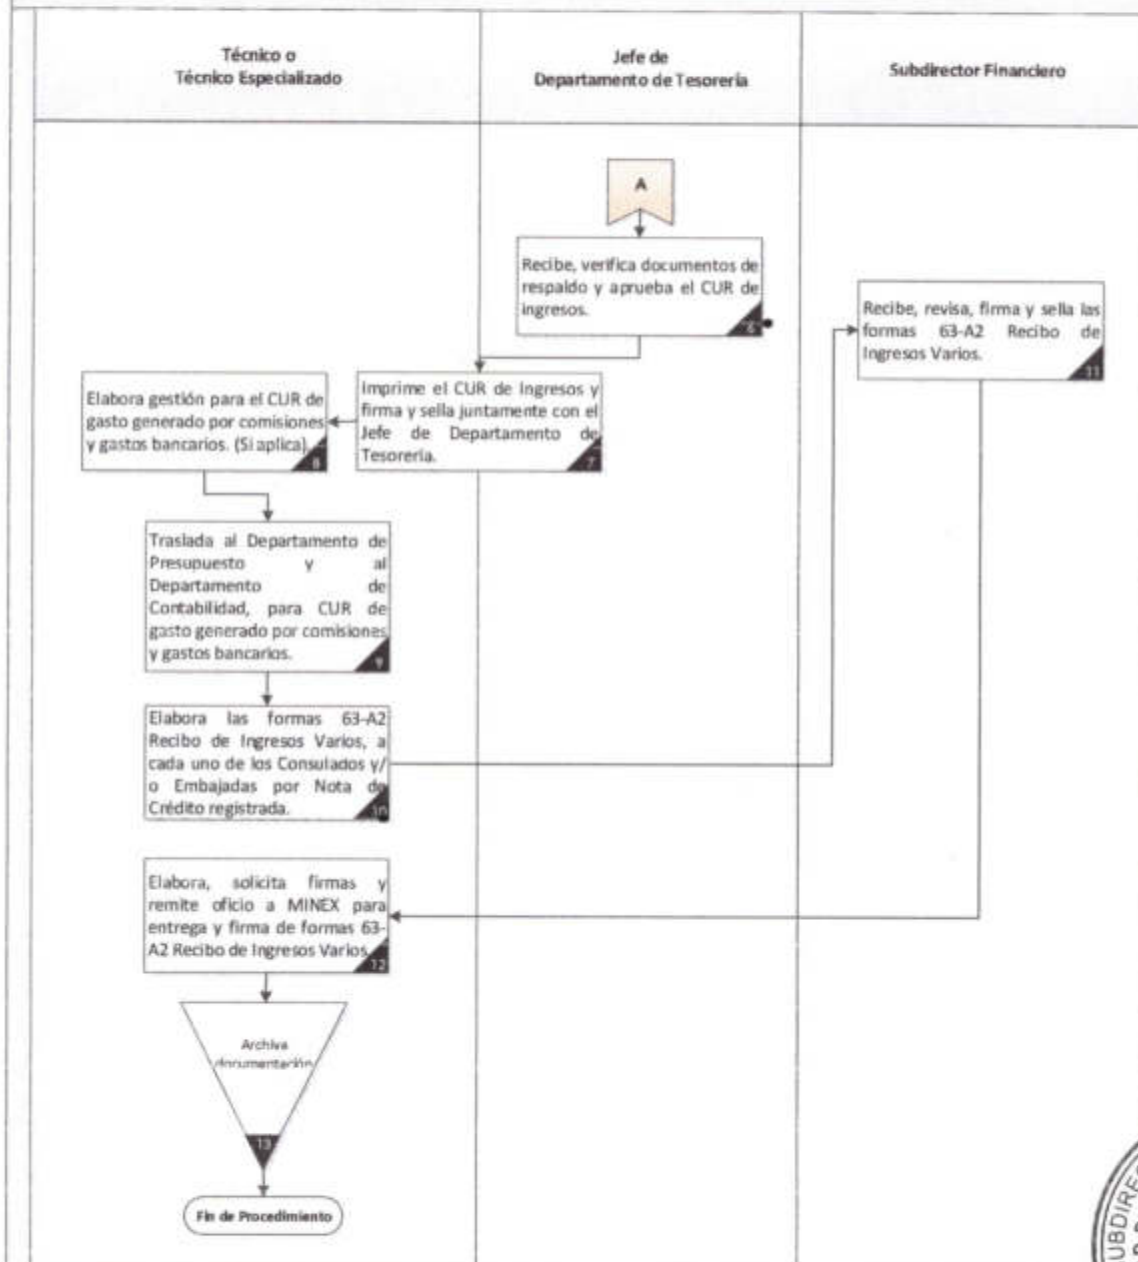 Técnico o
Técnico Especializado
Jefe de
Departamento de Tesorería
Subdirector Financiero
A
Recibe, verifica documentos de
respaldo y aprueba el CUR de
ingresos.
6
Imprime el CUR de Ingresos y
firma y sella juntamente con el
Jefe de Departamento de
Tesorería.
7
Elabora gestión para el CUR de
gasto generado por comisiones
y gastos bancarios. (Si aplica).
8
Traslada al Departamento de
Presupuesto y al
Departamento de
Contabilidad, para CUR de
gasto generado por comisiones
y gastos bancarios.
9
Elabora las formas 63-A2
Recibo de Ingresos Varios, a
cada uno de los Consulados y/
o Embajadas por Nota de
Crédito registrada.
10
Recibe, revisa, firma y sella las
formas 63-A2 Recibo de
Ingresos Varios.
11
Elabora, solicita firmas y
remite oficio a MINEX para
entrega y firma de formas 63-
A2 Recibo de Ingresos Varios.
12
Archiva
documentación
13
Fin de Procedimiento